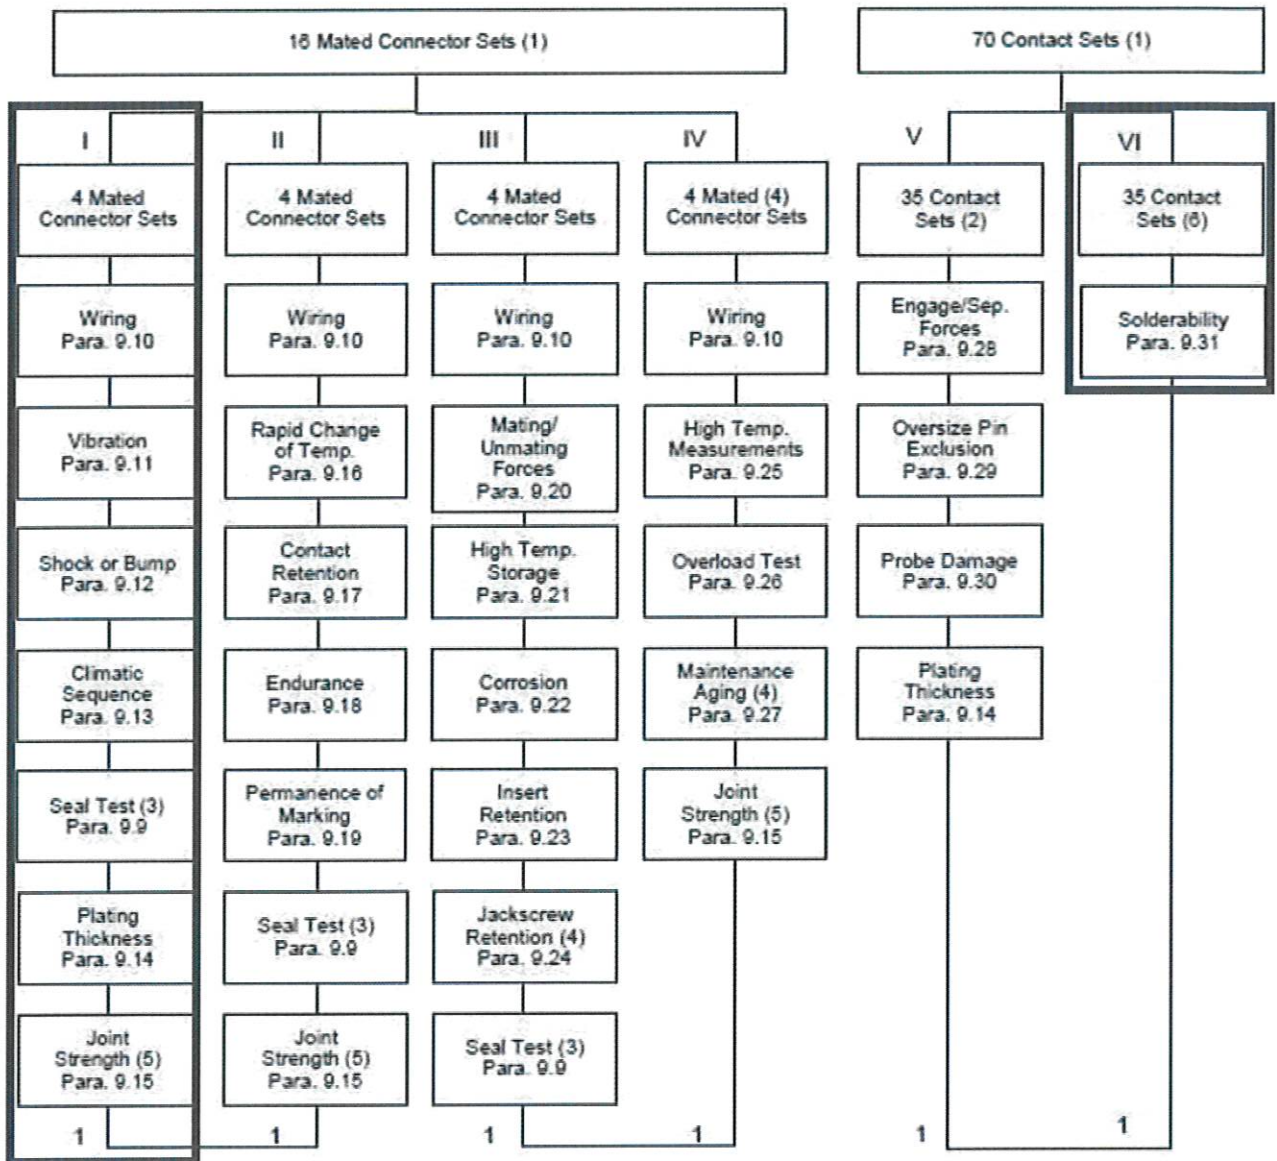 16 Mated Connector Sets (1)
70 Contact Sets (1)
I
4 Mated
Connector Sets
Wiring
Para. 9.10
Vibration
Para. 9.11
Shock or Bump
Para. 9.12
Climatic
Sequence
Para. 9.13
Seal Test (3)
Para. 9.9
Plating
Thickness
Para. 9.14
Joint
Strength (5)
Para. 9.15
1
II
4 Mated
Connector Sets
Wiring
Para. 9.10
Rapid Change
of Temp.
Para. 9.16
Contact
Retention
Para. 9.17
Endurance
Para. 9.18
Permanence of
Marking
Para. 9.19
Seal Test (3)
Para. 9.9
Joint
Strength (5)
Para. 9.15
1
III
4 Mated
Connector Sets
Wiring
Para. 9.10
Mating/
Unmating
Forces
Para. 9.20
High Temp.
Storage
Para. 9.21
Corrosion
Para. 9.22
Insert
Retention
Para. 9.23
Jackscrew
Retention (4)
Para. 9.24
Seal Test (3)
Para. 9.9
1
IV
4 Mated (4)
Connector Sets
Wiring
Para. 9.10
High Temp.
Measurements
Para. 9.25
Overload Test
Para. 9.26
Maintenance
Aging (4)
Para. 9.27
Joint
Strength (5)
Para. 9.15
1
V
35 Contact
Sets (2)
Engage/Sep.
Forces
Para. 9.28
Oversize Pin
Exclusion
Para. 9.29
Probe Damage
Para. 9.30
Plating
Thickness
Para. 9.14
1
VI
35 Contact
Sets (6)
Solderability
Para. 9.31
1